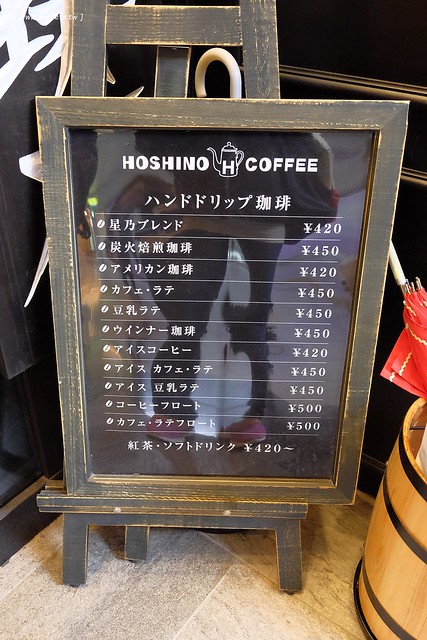 HOSHINO H COFFEE
ハンドドリップ珈琲
星乃ブレンド ¥420
炭火焙煎珈琲 ¥450
アメリカン珈琲 ¥420
カフェ・ラテ ¥450
豆乳ラテ ¥450
ウインナー珈琲 ¥450
アイスコーヒー ¥420
アイス カフェ・ラテ ¥450
アイス 豆乳ラテ ¥450
コーヒーフロート ¥500
カフェ・ラテフロート ¥500
紅茶・ソフトドリンク ¥420～